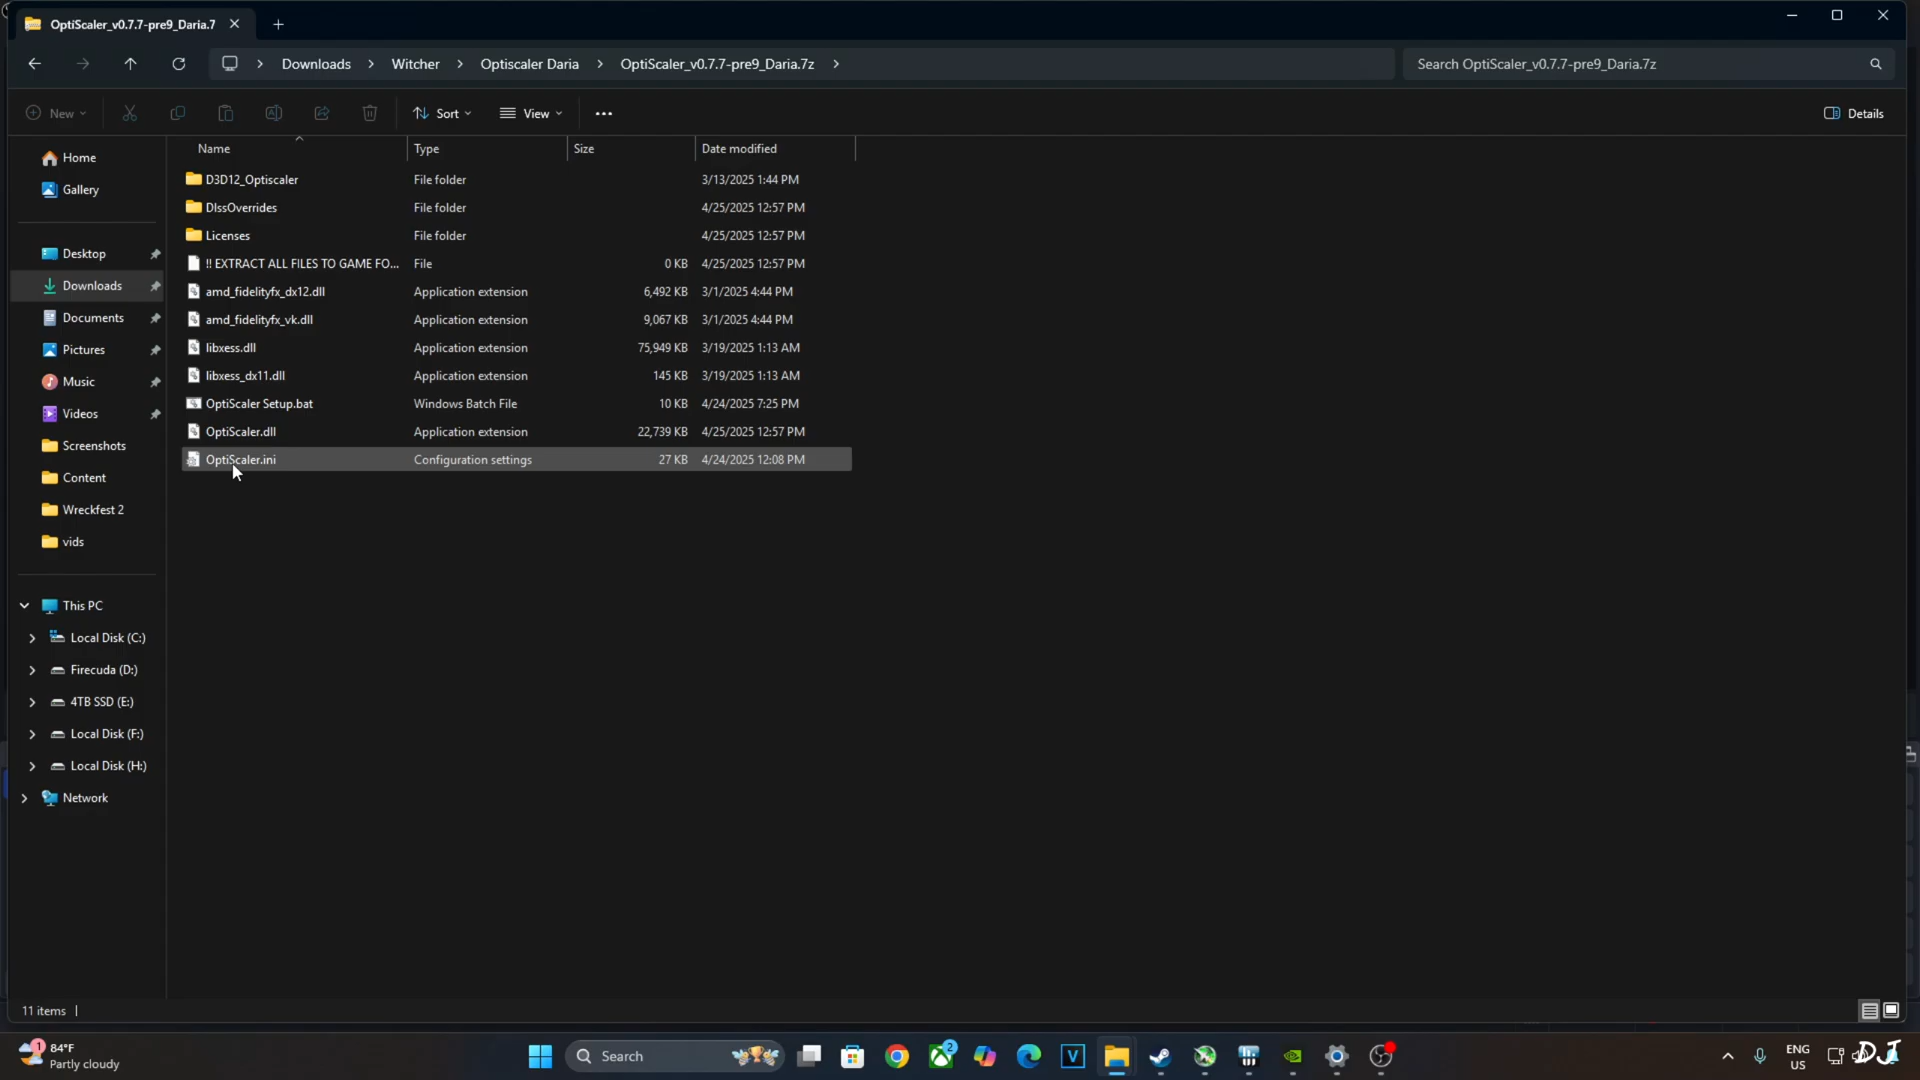 OptiScaler_v0.7.7-pre9_Daria.7
Downloads > Witcher > Optiscaler Daria > OptiScaler_v0.7.7-pre9_Daria.7z >
Search OptiScaler_v0.7.7-pre9_Daria.7z
New Sort View ... Details
Name Type Size Date modified
D3D12_Optiscaler File folder 3/13/2025 1:44 PM
DlssOverrides File folder 4/25/2025 12:57 PM
Licenses File folder 4/25/2025 12:57 PM
!! EXTRACT ALL FILES TO GAME FO... File 0 KB 4/25/2025 12:57 PM
amd_fidelityfx_dx12.dll Application extension 6,492 KB 3/1/2025 4:44 PM
amd_fidelityfx_vk.dll Application extension 9,067 KB 3/1/2025 4:44 PM
libxess.dll Application extension 75,949 KB 3/19/2025 1:13 AM
libxess_dx11.dll Application extension 145 KB 3/19/2025 1:13 AM
OptiScaler Setup.bat Windows Batch File 10 KB 4/24/2025 7:25 PM
OptiScaler.dll Application extension 22,739 KB 4/25/2025 12:57 PM
OptiScaler.ini Configuration settings 27 KB 4/24/2025 12:08 PM
Home
Gallery
Desktop
Downloads
Documents
Pictures
Music
Videos
Screenshots
Content
Wreckfest 2
vids
This PC
Local Disk (C:)
Firecuda (D:)
4TB SSD (E:)
Local Disk (F:)
Local Disk (H:)
Network
11 items
1
84°F
Partly cloudy
Search
2
V
ENG
US
DJ